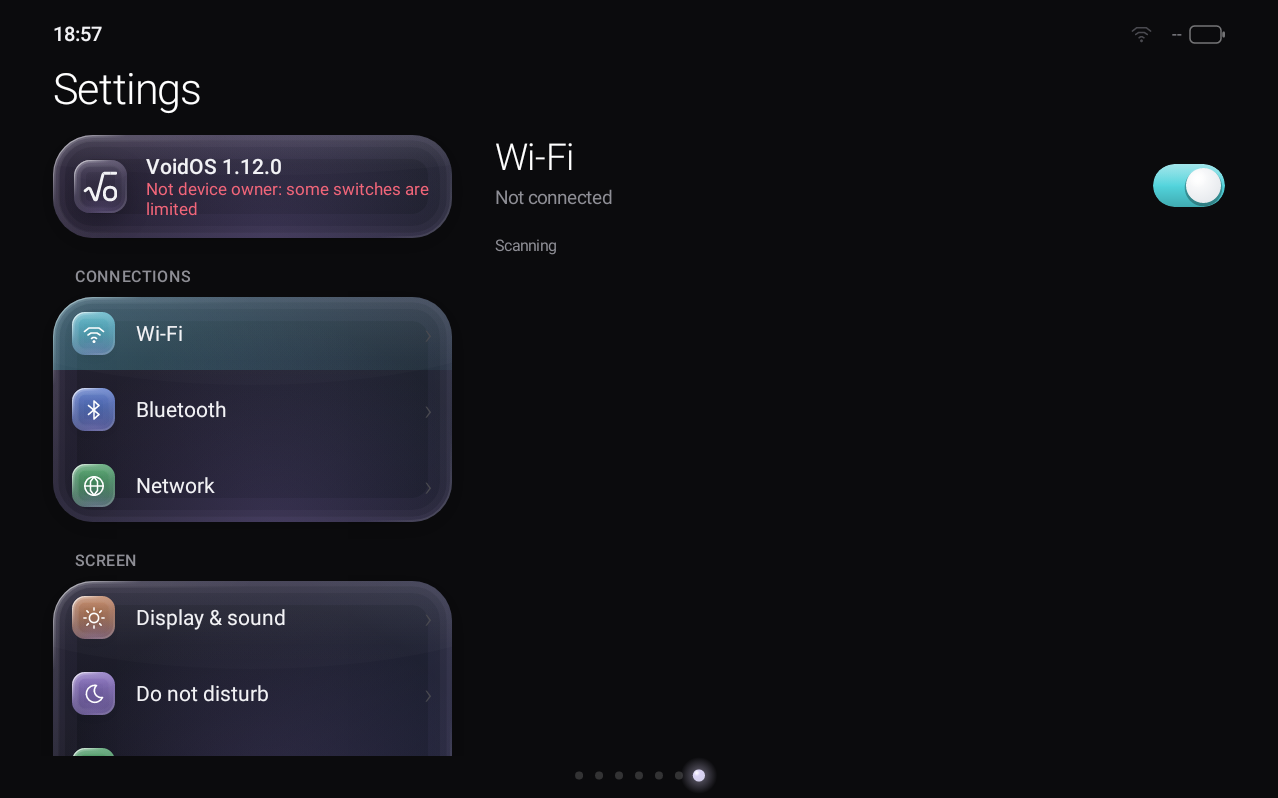 18:57
--
Settings
VoidOS 1.12.0
Not device owner: some switches are
limited
CONNECTIONS
Wi-Fi
Bluetooth
Network
SCREEN
Display & sound
Do not disturb
Wi-Fi
Not connected
Scanning